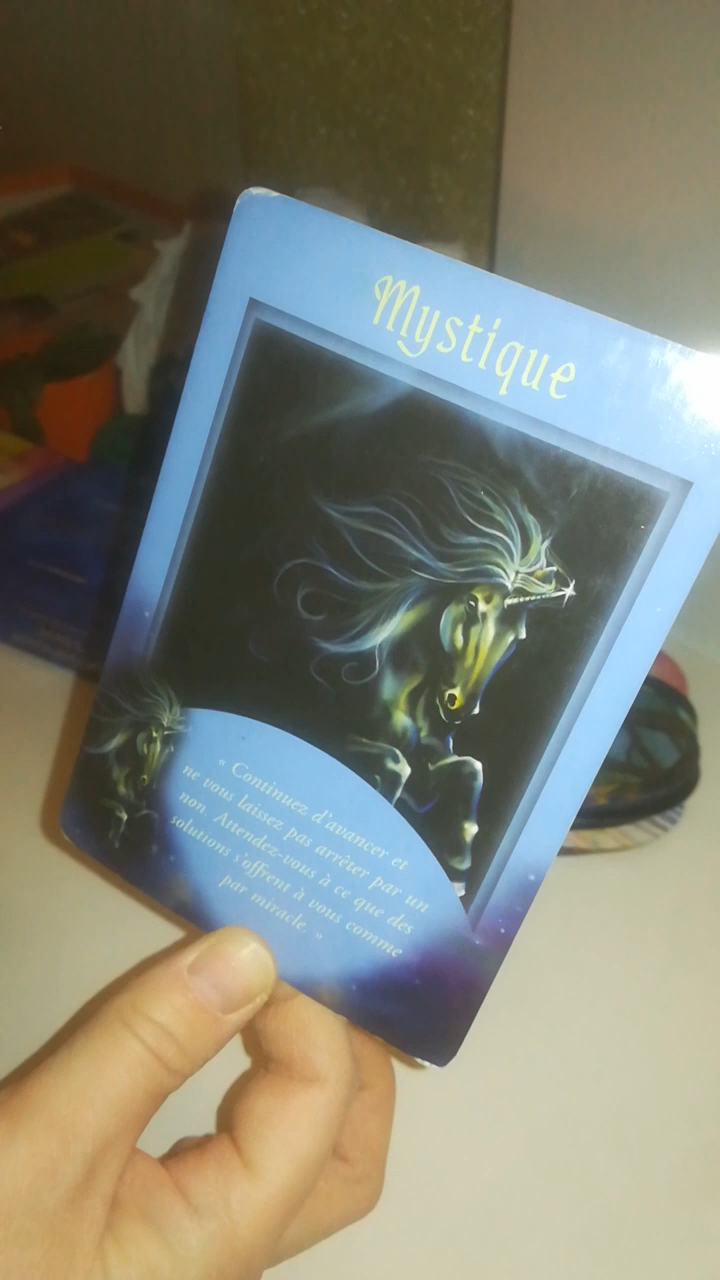 Mystique
« Continuez d'avancer et
ne vous laissez pas arrêter par un
non. Attendez-vous à ce que des
solutions s'offrent à vous comme
par miracle. »